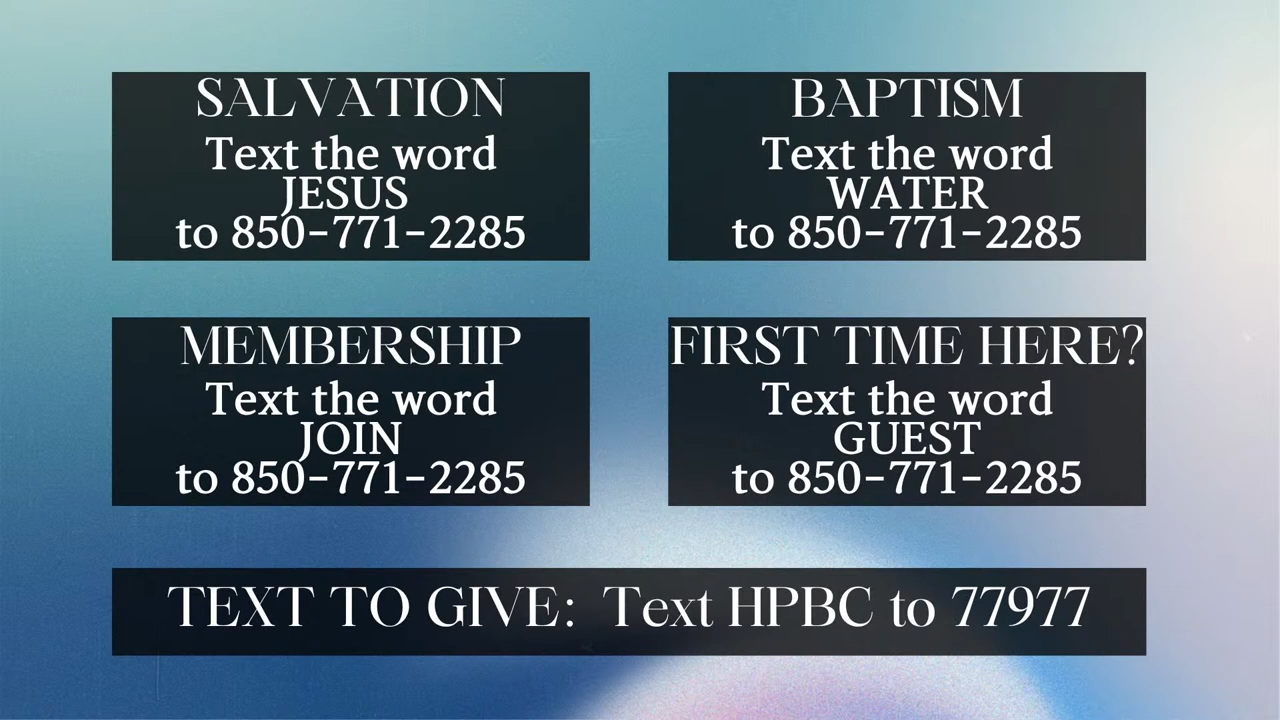 SALVATION
Text the word
JESUS
to 850-771-2285
BAPTISM
Text the word
WATER
to 850-771-2285
MEMBERSHIP
Text the word
JOIN
to 850-771-2285
FIRST TIME HERE?
Text the word
GUEST
to 850-771-2285
TEXT TO GIVE: Text HPBC to 77977